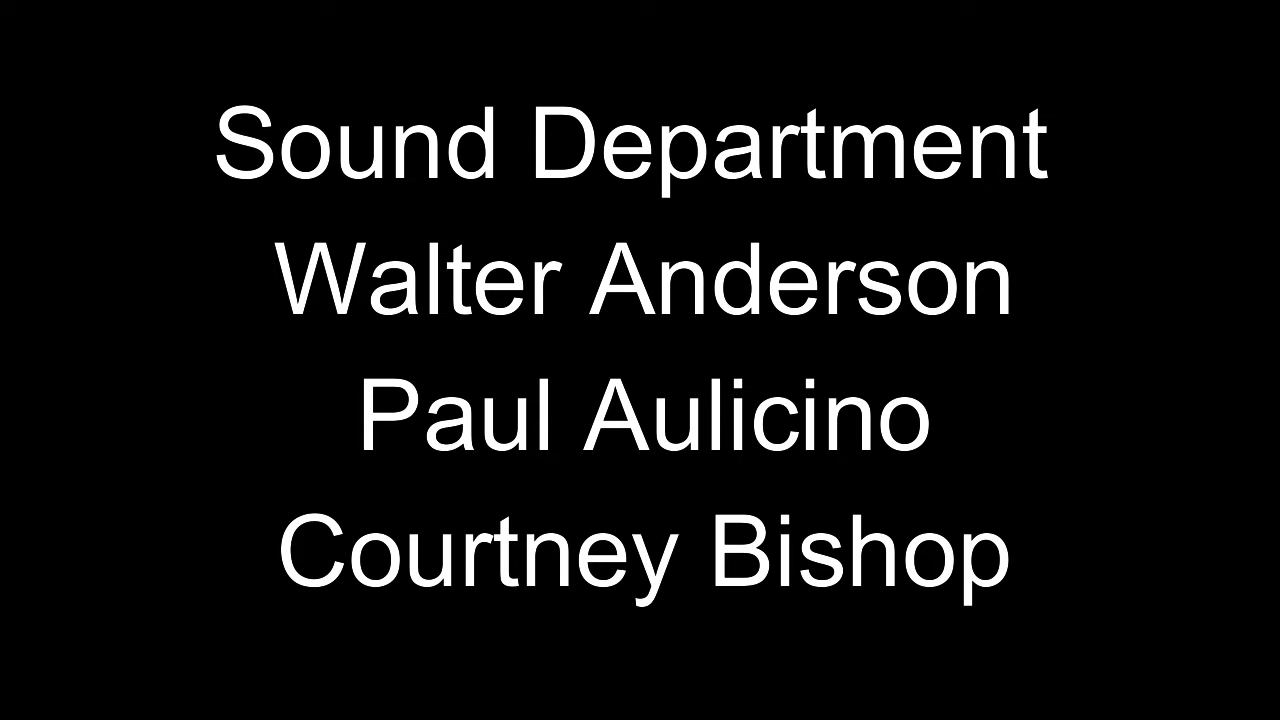 Sound Department
Walter Anderson
Paul Aulicino
Courtney Bishop